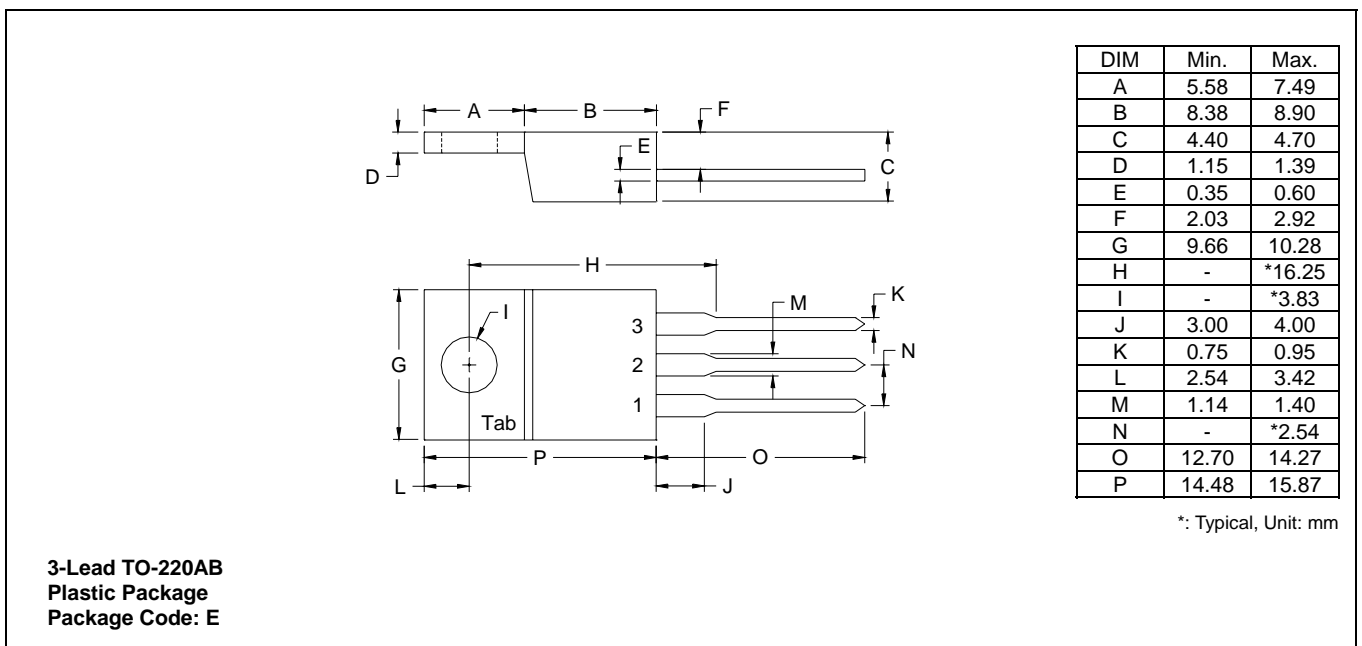 DIM Min. Max.
A 5.58 7.49
B 8.38 8.90
C 4.40 4.70
D 1.15 1.39
E 0.35 0.60
F 2.03 2.92
G 9.66 10.28
H - *16.25
I - *3.83
J 3.00 4.00
K 0.75 0.95
L 2.54 3.42
M 1.14 1.40
N - *2.54
O 12.70 14.27
P 14.48 15.87
*: Typical, Unit: mm
A B F
E
D C
H
I M K
3
G 2 N
1
Tab
P O
L J
3-Lead TO-220AB
Plastic Package
Package Code: E